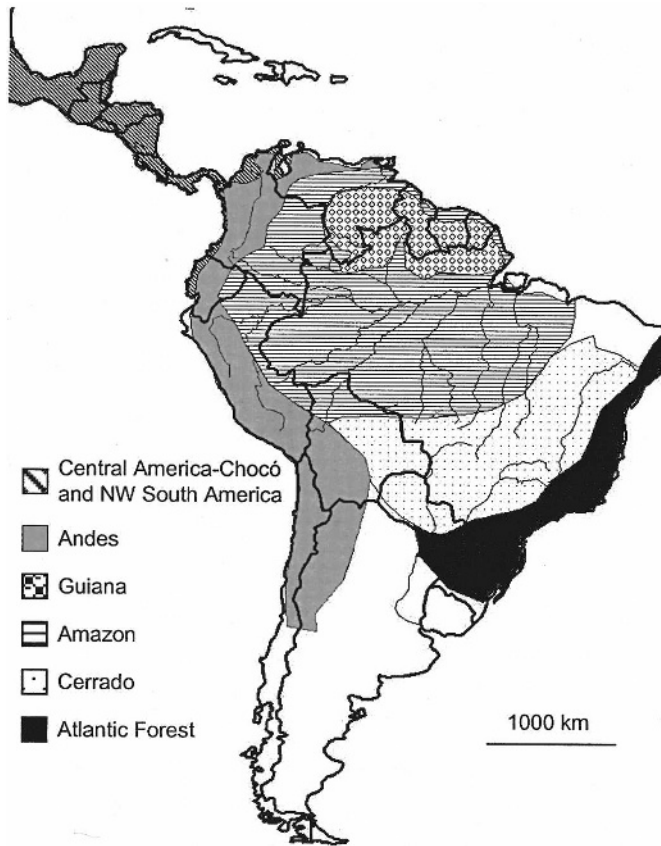 Central America-Chocó
and NW South America
Andes
Guiana
Amazon
Cerrado
Atlantic Forest
1000 km